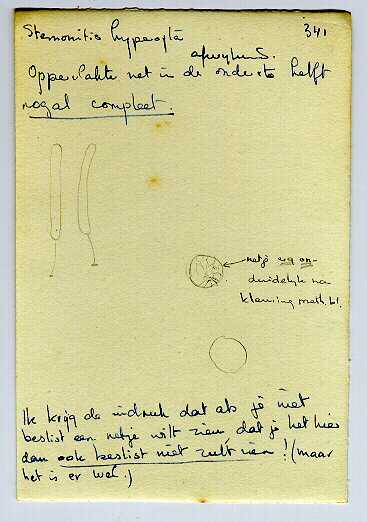 341
Stemonitis hyperopta
Oppervlakte net in de onderste helft
nogal compleet.
netje erg on-
duidelijk na
kleuring meth. bl.
Ik krijg de indruk dat als je niet
beslist een netje wilt zien dat je het hier
dan ook beslist niet zult zien! (maar
het is er wel.)